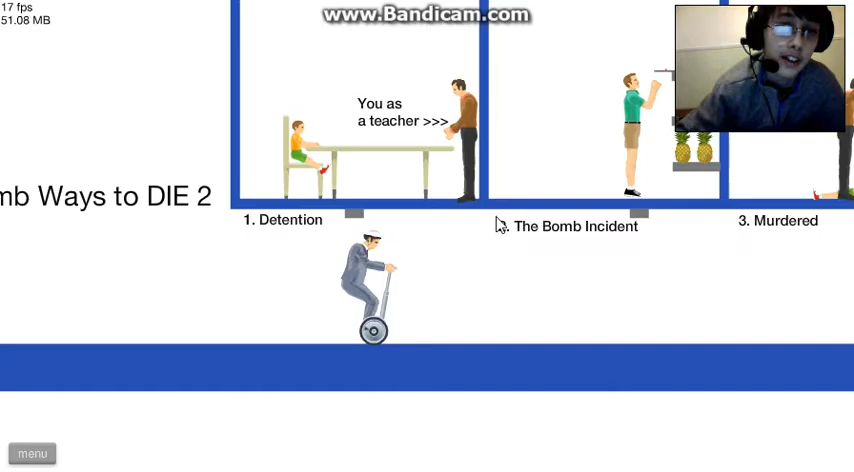 17 fps
51.08 MB
www.Bandicam.com
You as
a teacher >>>
mb Ways to DIE 2
1. Detention
. The Bomb Incident
3. Murdered
menu